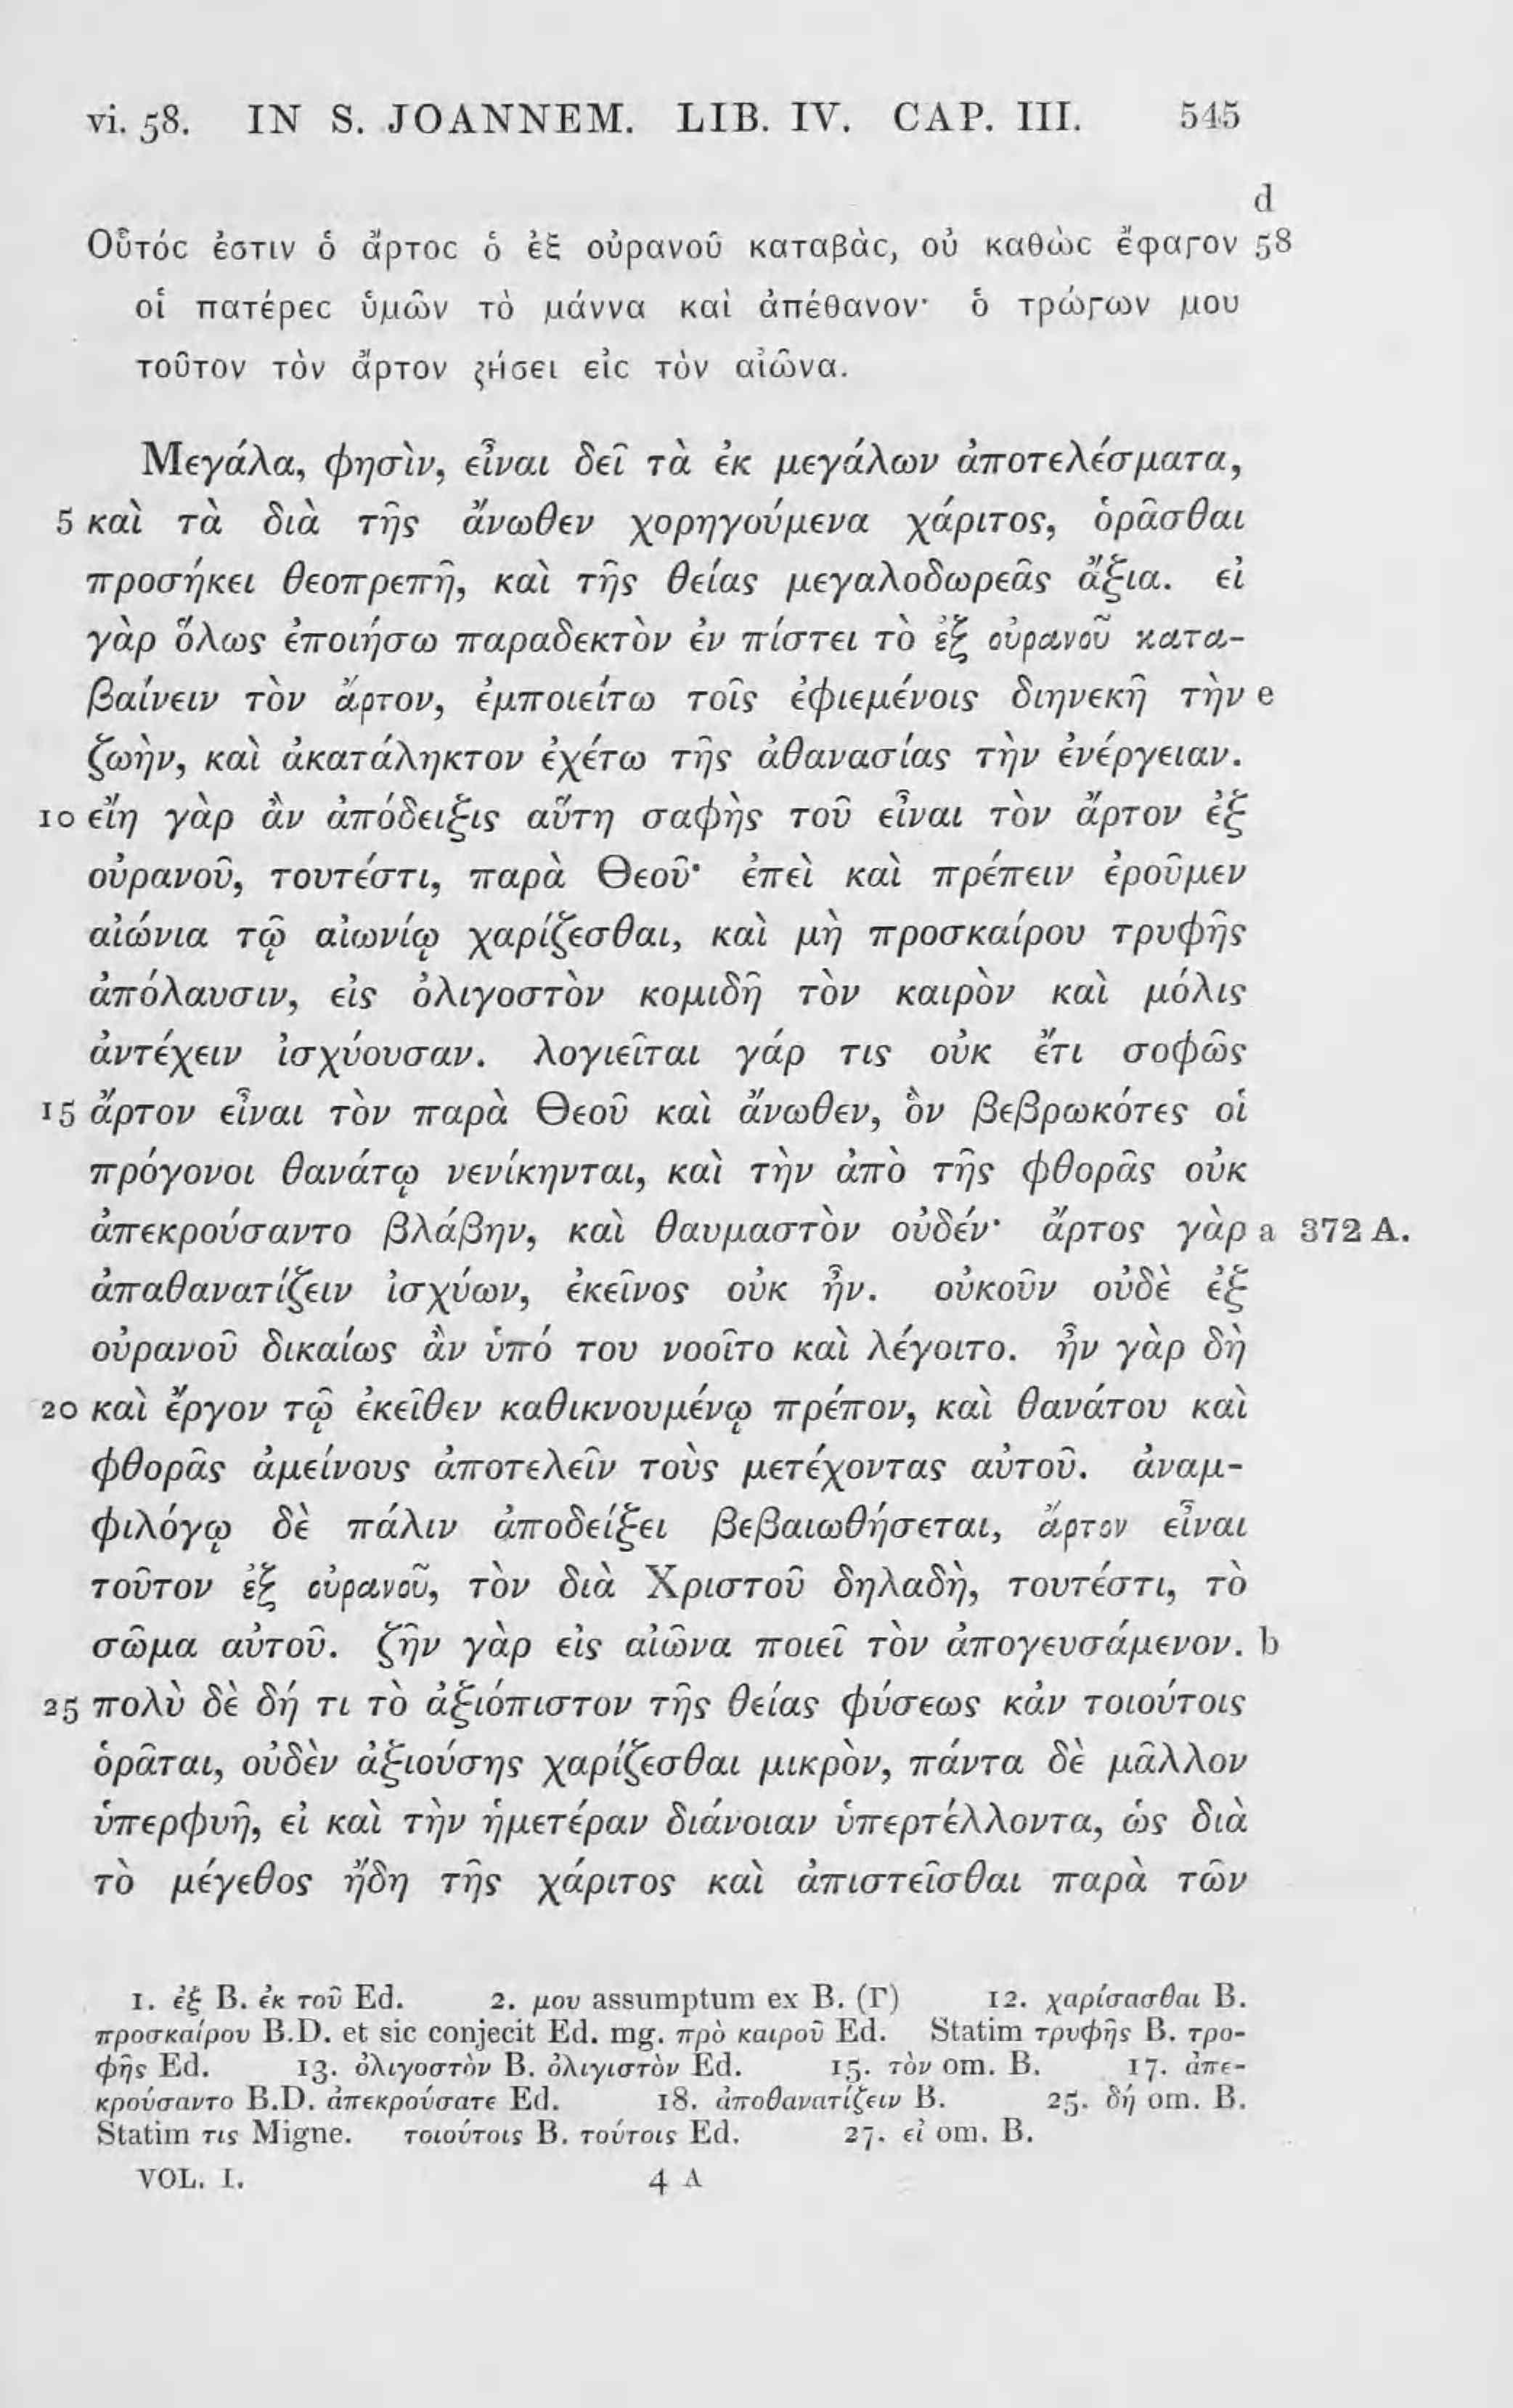 vi. 58. IN S. JOANNEM. LIB. IV. CAP. III. 545
d
Οὗτός ἐστιν ὁ ἄρτος ὁ ἐξ οὐρανοῦ καταβὰς, οὐ καθὼς ἔφαγον 58
οἱ πατέρες ὑμῶν τὸ μάννα καὶ ἀπέθανον· ὁ τρώγων μου
τοῦτον τὸν ἄρτον ζήσει εἰς τὸν αἰῶνα.
Μεγάλα, φησὶν, εἶναι δεῖ τὰ ἐκ μεγάλων ἀποτελέσματα,
5 καὶ τὰ διὰ τῆς ἄνωθεν χορηγούμενα χάριτος, ὁρᾶσθαι
προσήκει θεοπρεπῆ, καὶ τῆς θείας μεγαλοδωρεᾶς ἄξια. εἰ
γὰρ ὅλως ἐποιήσω παραδεκτὸν ἐν πίστει τὸ ἐξ οὐρανοῦ κατα-
βαίνειν τὸν ἄρτον, ἐμποιείτω τοῖς ἐφιεμένοις διηνεκῆ τὴν e
ζωὴν, καὶ ἀκατάληκτον ἐχέτω τῆς ἀθανασίας τὴν ἐνέργειαν.
10 εἴη γὰρ ἂν ἀπόδειξις αὕτη σαφὴς τοῦ εἶναι τὸν ἄρτον ἐξ
οὐρανοῦ, τουτέστι, παρὰ Θεοῦ· ἐπεὶ καὶ πρέπειν ἐροῦμεν
αἰώνια τῷ αἰωνίῳ χαρίζεσθαι, καὶ μὴ προσκαίρου τρυφῆς
ἀπόλαυσιν, εἰς ὀλιγοστὸν κομιδῆ τὸν καιρὸν καὶ μόλις
ἀντέχειν ἰσχύουσαν. λογιεῖται γάρ τις οὐκ ἔτι σοφῶς
15 ἄρτον εἶναι τὸν παρὰ Θεοῦ καὶ ἄνωθεν, ὃν βεβρωκότες οἱ
πρόγονοι θανάτῳ νενίκηνται, καὶ τὴν ἀπὸ τῆς φθορᾶς οὐκ
ἀπεκρούσαντο βλάβην, καὶ θαυμαστὸν οὐδέν· ἄρτος γὰρ a 372 A.
ἀπαθανατίζειν ἰσχύων, ἐκεῖνος οὐκ ἦν. οὐκοῦν οὐδὲ ἐξ
οὐρανοῦ δικαίως ἂν ὑπό του νοοῖτο καὶ λέγοιτο. ἦν γὰρ δὴ
20 καὶ ἔργον τῷ ἐκεῖθεν καθικνουμένῳ πρέπον, καὶ θανάτου καὶ
φθορᾶς ἀμείνους ἀποτελεῖν τοὺς μετέχοντας αὐτοῦ. ἀναμ-
φιλόγῳ δὲ πάλιν ἀποδείξει βεβαιωθήσεται, ἄρτον εἶναι
τοῦτον ἐξ οὐρανοῦ, τὸν διὰ Χριστοῦ δηλαδὴ, τουτέστι, τὸ
σῶμα αὐτοῦ. ζῆν γὰρ εἰς αἰῶνα ποιεῖ τὸν ἀπογευσάμενον. b
25 πολὺ δὲ δή τι τὸ ἀξιόπιστον τῆς θείας φύσεως κἀν τοιούτοις
ὁρᾶται, οὐδὲν ἀξιούσης χαρίζεσθαι μικρὸν, πάντα δὲ μᾶλλον
ὑπερφυῆ, εἰ καὶ τὴν ἡμετέραν διάνοιαν ὑπερτέλλοντα, ὡς διὰ
τὸ μέγεθος ἤδη τῆς χάριτος καὶ ἀπιστεῖσθαι παρὰ τῶν
1. ἐξ B. ἐκ τοῦ Ed. 2. μου assumptum ex B. (Γ) 12. χαρίσασθαι B.
προσκαίρου B.D. et sic conjecit Ed. mg. πρὸ καιροῦ Ed. Statim τρυφῆς B. τρο-
φῆς Ed. 13. ὀλιγοστὸν B. ὀλιγιστὸν Ed. 15. τὸν om. B. 17. ἀπε-
κρούσαντο B.D. ἀπεκρούσατε Ed. 18. ἀποθανατίζειν B. 25. δή om. B.
Statim τις Migne. τοιούτοις B. τούτοις Ed. 27. εἰ om. B.
VOL. I. 4 A